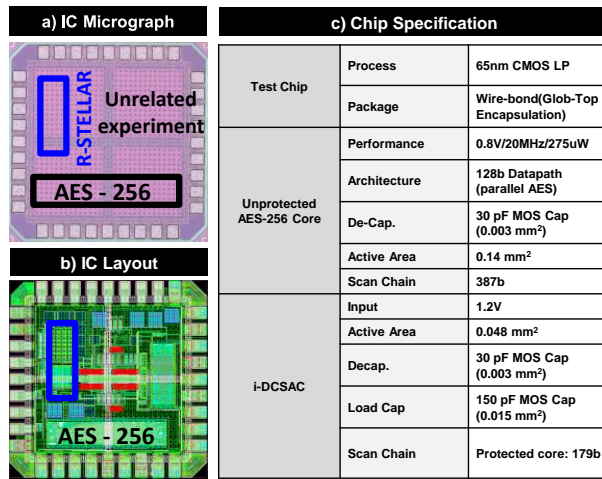 a) IC Micrograph
R-STELLAR
Unrelated
experiment
AES - 256
b) IC Layout
AES - 256
c) Chip Specification
Test Chip
Process
65nm CMOS LP
Package
Wire-bond(Glob-Top
Encapsulation)
Unprotected
AES-256 Core
Performance
0.8V/20MHz/275uW
Architecture
128b Datapath
(parallel AES)
De-Cap.
30 pF MOS Cap
(0.003 mm²)
Active Area
0.14 mm²
Scan Chain
387b
i-DCSAC
Input
1.2V
Active Area
0.048 mm²
Decap.
30 pF MOS Cap
(0.003 mm²)
Load Cap
150 pF MOS Cap
(0.015 mm²)
Scan Chain
Protected core: 179b